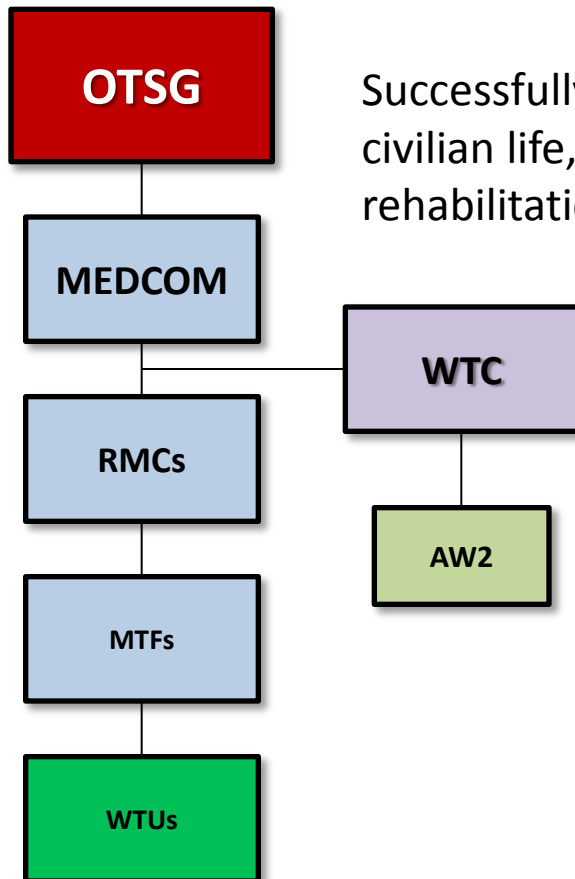 OTSG
Successfully
civilian life,
rehabilitatio
MEDCOM
WTC
RMCs
AW2
MTFs
WTUs